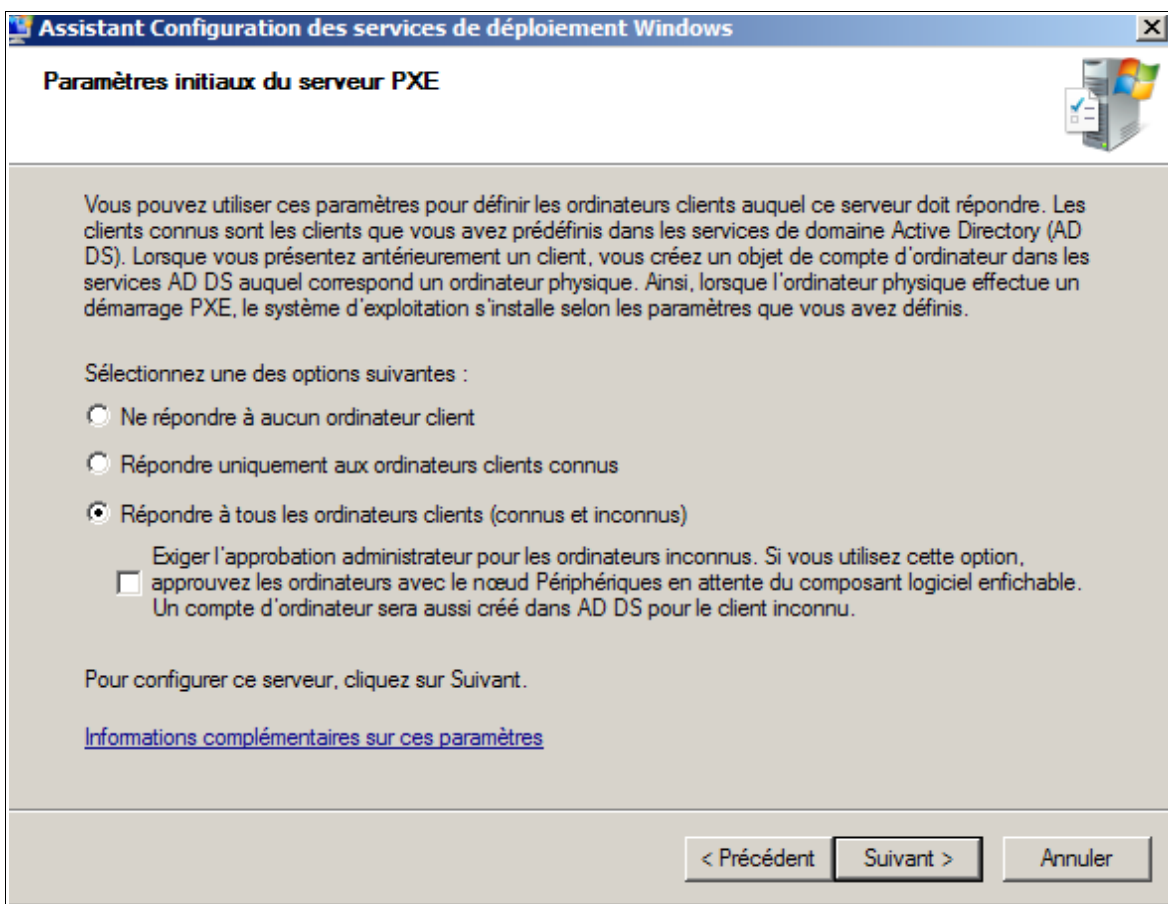 Assistant Configuration des services de déploiement Windows
Paramètres initiaux du serveur PXE
Vous pouvez utiliser ces paramètres pour définir les ordinateurs clients auquel ce serveur doit répondre. Les
clients connus sont les clients que vous avez prédéfinis dans les services de domaine Active Directory (AD
DS). Lorsque vous présentez antérieurement un client, vous créez un objet de compte d'ordinateur dans les
services AD DS auquel correspond un ordinateur physique. Ainsi, lorsque l'ordinateur physique effectue un
démarrage PXE, le système d'exploitation s'installe selon les paramètres que vous avez définis.
Sélectionnez une des options suivantes :
Ne répondre à aucun ordinateur client
Répondre uniquement aux ordinateurs clients connus
Répondre à tous les ordinateurs clients (connus et inconnus)
Exiger l'approbation administrateur pour les ordinateurs inconnus. Si vous utilisez cette option,
approuvez les ordinateurs avec le nœud Périphériques en attente du composant logiciel enfichable.
Un compte d'ordinateur sera aussi créé dans AD DS pour le client inconnu.
Pour configurer ce serveur, cliquez sur Suivant.
Informations complémentaires sur ces paramètres
< Précédent Suivant > Annuler